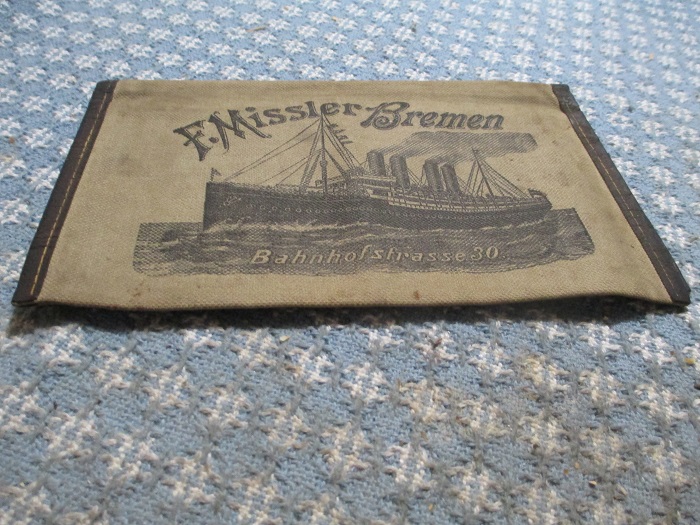 F. Missler-Bremen
Bahnhofstrasse 30.